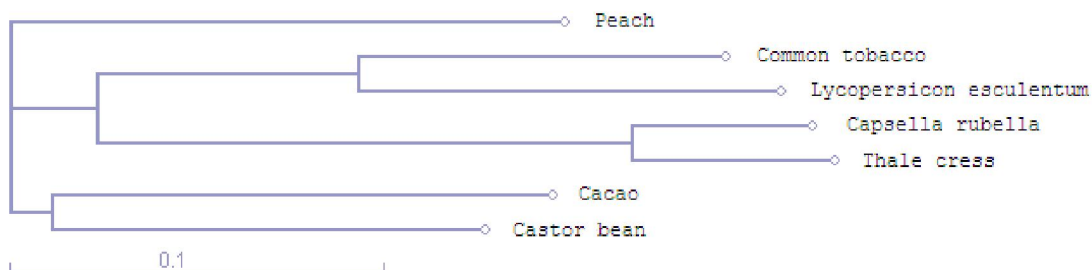 Peach
Common tobacco
Lycopersicon esculentum
Capsella rubella
Thale cress
Cacao
Castor bean
0.1